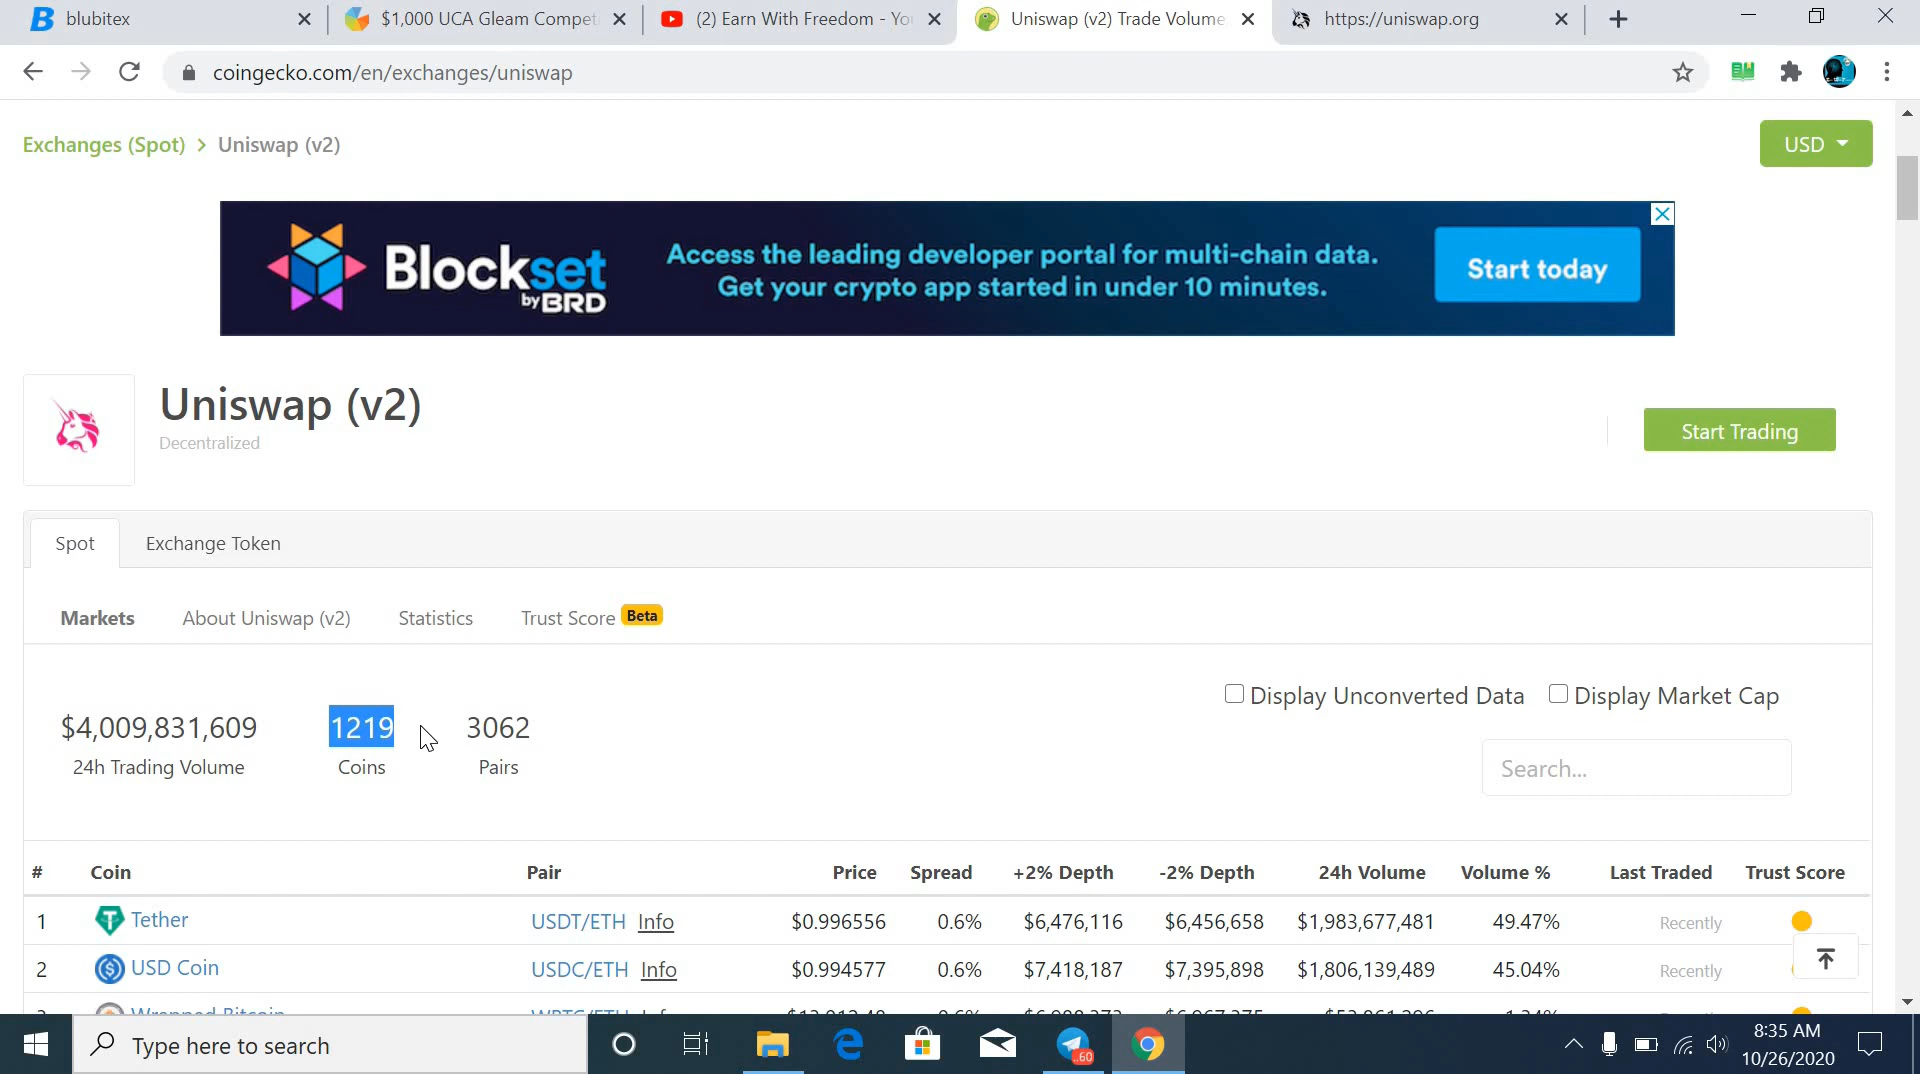 blubitex
$1,000 UCA Gleam Compet
(2) Earn With Freedom - Yo
Uniswap (v2) Trade Volume
https://uniswap.org
coingecko.com/en/exchanges/uniswap
Exchanges (Spot) > Uniswap (v2)
USD
Blockset
by BRD
Access the leading developer portal for multi-chain data.
Get your crypto app started in under 10 minutes.
Start today
Uniswap (v2)
Decentralized
Start Trading
Spot Exchange Token
Markets About Uniswap (v2) Statistics Trust Score Beta
Display Unconverted Data Display Market Cap
$4,009,831,609 1219 3062
24h Trading Volume Coins Pairs
Search...
# Coin Pair Price Spread +2% Depth -2% Depth 24h Volume Volume % Last Traded Trust Score
1 Tether USDT/ETH Info $0.996556 0.6% $6,476,116 $6,456,658 $1,983,677,481 49.47% Recently
2 USD Coin USDC/ETH Info $0.994577 0.6% $7,418,187 $7,395,898 $1,806,139,489 45.04% Recently
Wrapped Bitcoin
Type here to search
..60
8:35 AM
10/26/2020